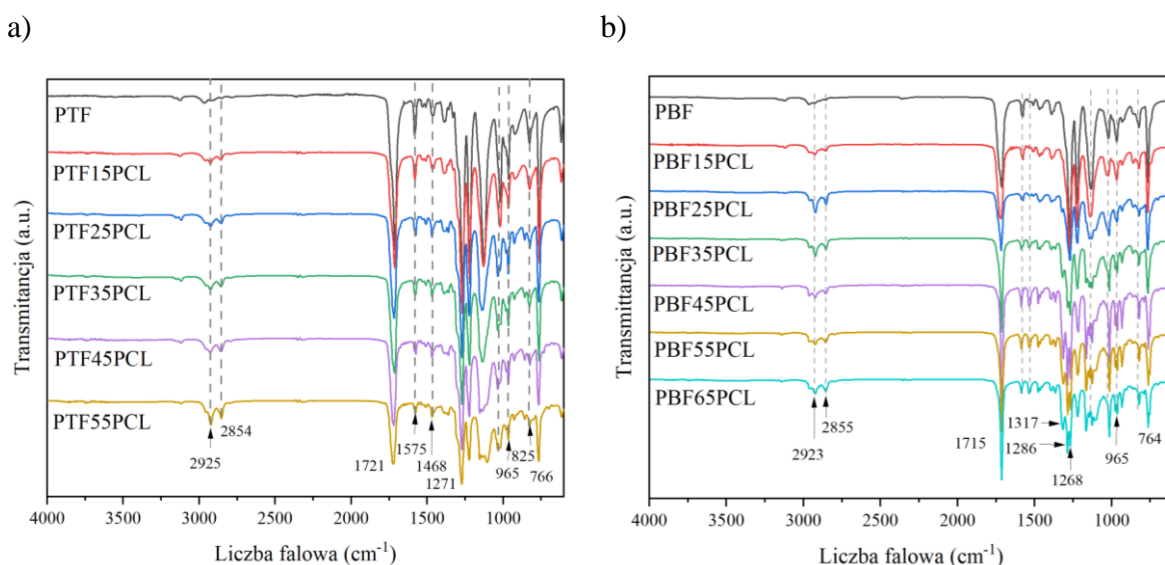 a)
PTF
PTF15PCL
PTF25PCL
PTF35PCL
PTF45PCL
PTF55PCL
2925
2854
1721
1575
1468
1271
965
825
766
4000 3500 3000 2500 2000 1500 1000
Liczba falowa (cm⁻¹)
Transmitancja (a.u.)
b)
PBF
PBF15PCL
PBF25PCL
PBF35PCL
PBF45PCL
PBF55PCL
PBF65PCL
2923
2855
1715
1317
1286
1268
965
764
4000 3500 3000 2500 2000 1500 1000
Liczba falowa (cm⁻¹)
Transmittancja (a.u.)